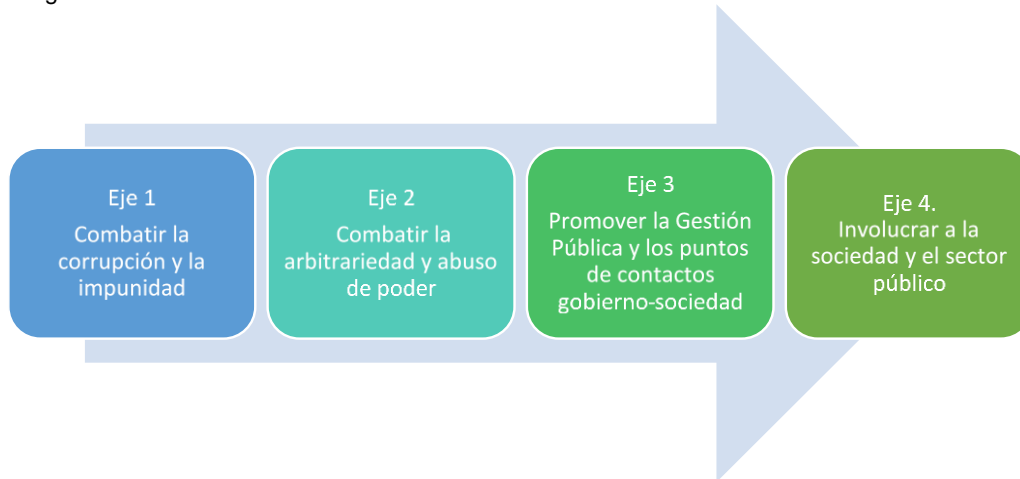 Eje 1
Combatir la
corrupción y la
impunidad
Eje 2
Combatir la
arbitrariedad y abuso
de poder
Eje 3
Promover la Gestión
Pública y los puntos
de contactos
gobierno-sociedad
Eje 4.
Involucrar a la
sociedad y el sector
público